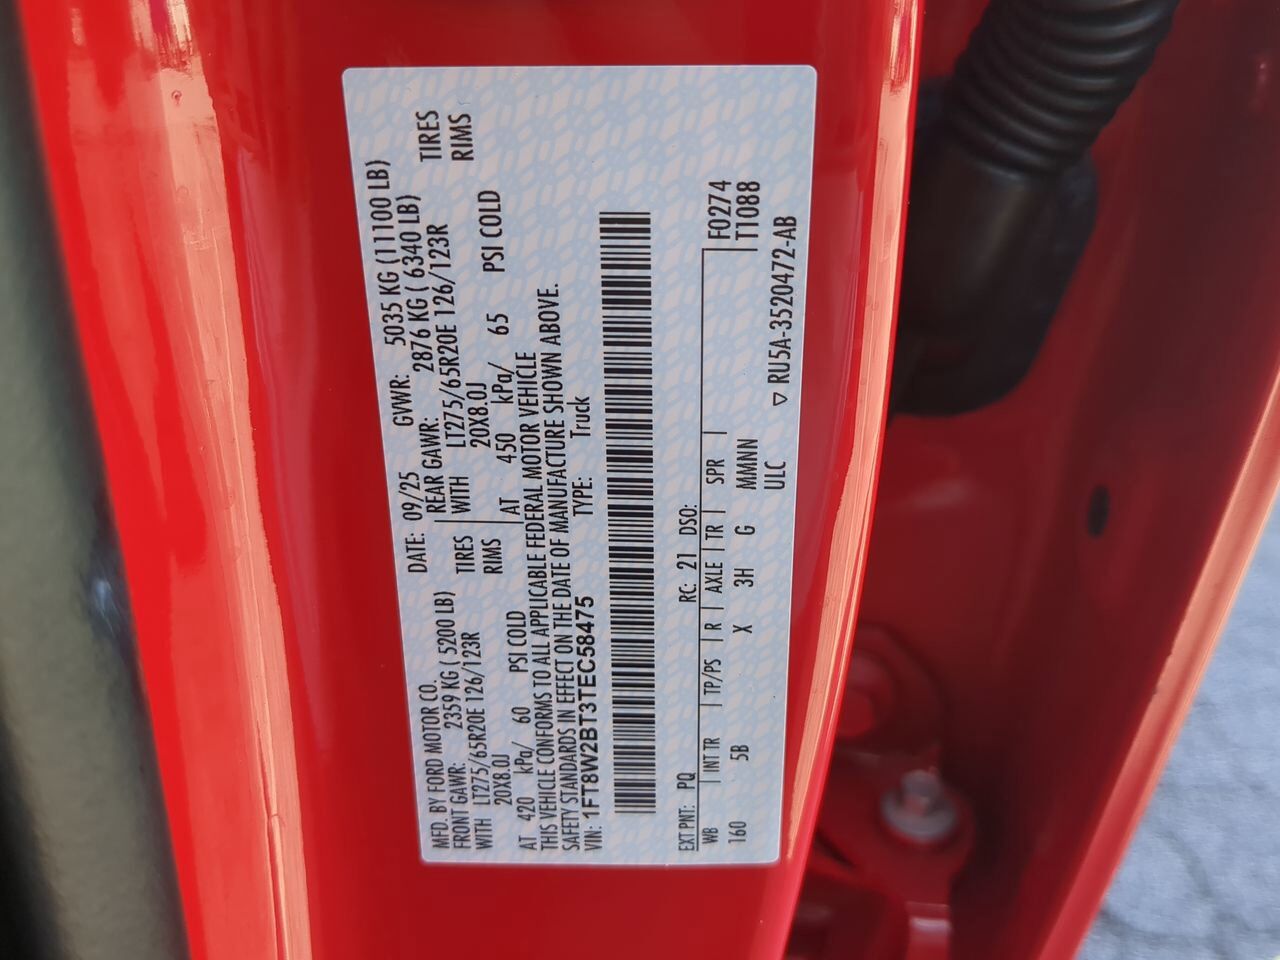 MFD. BY FORD MOTOR CO.
DATE: 09/25 GVWR: 5035 KG (11100 LB)
FRONT GAWR: 2359 KG ( 5200 LB)
REAR GAWR: 2876 KG ( 6340 LB)
WITH LT275/65R20E 126/123R TIRES
WITH LT275/65R20E 126/123R TIRES
20X8.0J RIMS
20X8.0J RIMS
AT 420 kPa/ 60 PSI COLD
AT 450 kPa/ 65 PSI COLD
THIS VEHICLE CONFORMS TO ALL APPLICABLE FEDERAL MOTOR VEHICLE
SAFETY STANDARDS IN EFFECT ON THE DATE OF MANUFACTURE SHOWN ABOVE.
VIN: 1FT8W2BT3TEC58475 TYPE: Truck
EXT PNT: PQ RC: 21 DSO:
WB | INT TR | TP/PS | R | AXLE | TR | SPR | F0274
160 5B X 3H G MMNN T1088
ULC
▽ RU5A-3520472-AB